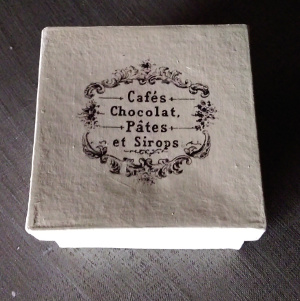 Cafés
Chocolat,
Pâtes
et Sirops